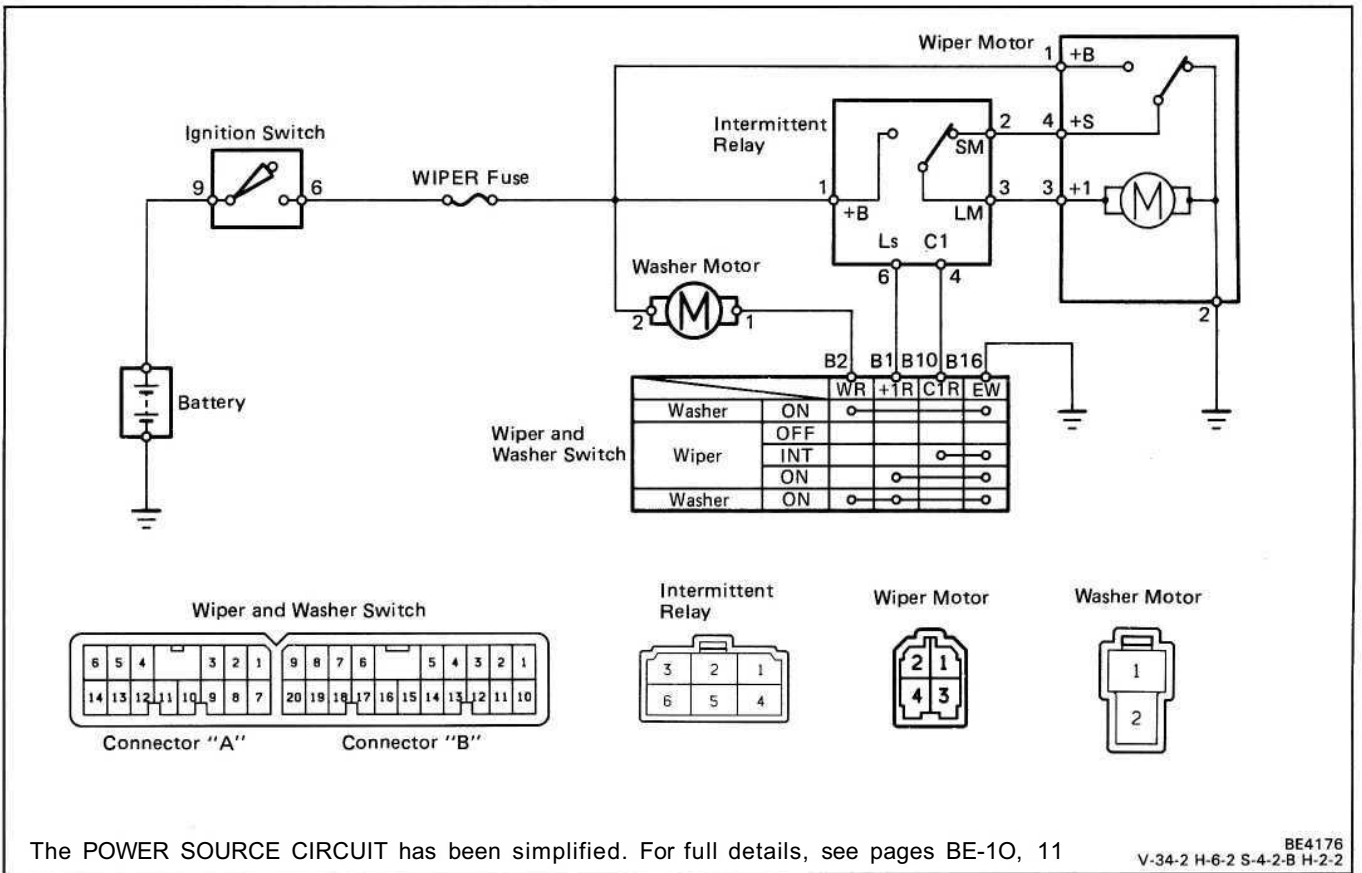 Wiper Motor
1 +B
Ignition Switch
Intermittent
Relay
2 4 +S
SM
9 6
WIPER Fuse
1 3 3 +1 M
+B LM
Ls C1
Washer Motor
6 4
2 M 1
2
B2 B1 B10 B16
Battery
WR +1R C1R EW
Washer ON
Wiper and
Washer Switch
OFF
Wiper INT
ON
Washer ON
Wiper and Washer Switch
Intermittent
Relay
Wiper Motor
Washer Motor
6 5 4 3 2 1 9 8 7 6 5 4 3 2 1
14 13 12 11 10 9 8 7 20 19 18 17 16 15 14 13 12 11 10
Connector "A" Connector "B"
3 2 1
6 5 4
2 1
4 3
1
2
The POWER SOURCE CIRCUIT has been simplified. For full details, see pages BE-1O, 11
BE4176
V-34-2 H-6-2 S-4-2-B H-2-2